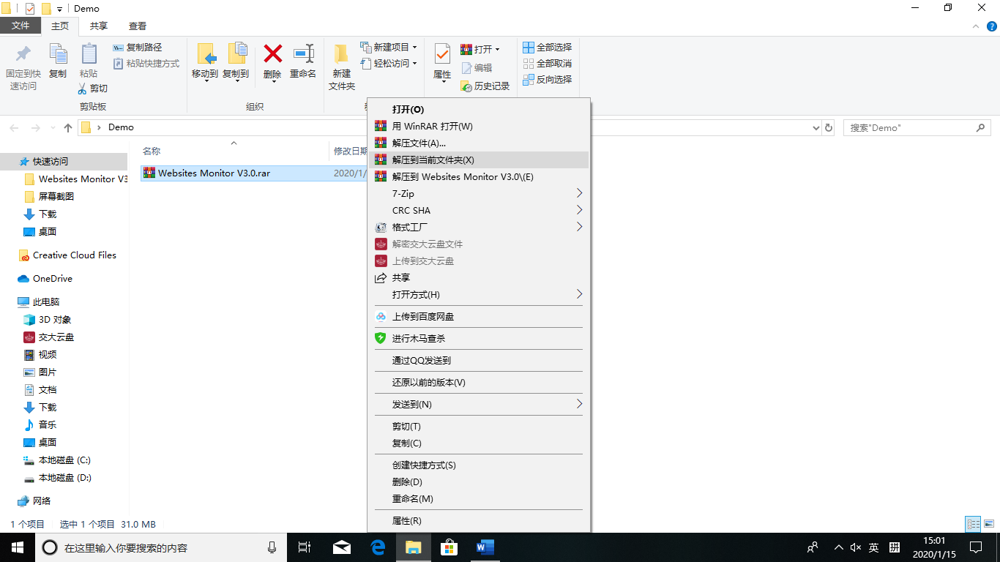 Demo
文件
主页
共享
查看
固定到快
速访问
复制
粘贴
复制路径
粘贴快捷方式
剪切
剪贴板
移动到
复制到
删除
重命名
组织
新建
文件夹
新建项目
轻松访问
属性
打开
编辑
历史记录
全部选择
全部取消
反向选择
Demo
搜索"Demo"
快速访问
Websites Monitor V3
屏幕截图
下载
桌面
Creative Cloud Files
OneDrive
此电脑
3D 对象
交大云盘
视频
图片
文档
下载
音乐
桌面
本地磁盘 (C:)
本地磁盘 (D:)
网络
名称
修改日期
Websites Monitor V3.0.rar
2020/1/
打开(O)
用 WinRAR 打开(W)
解压文件(A)...
解压到当前文件夹(X)
解压到 Websites Monitor V3.0\(E)
7-Zip
CRC SHA
格式工厂
解密交大云盘文件
上传到交大云盘
共享
打开方式(H)
上传到百度网盘
进行木马查杀
通过QQ发送到
还原以前的版本(V)
发送到(N)
剪切(T)
复制(C)
创建快捷方式(S)
删除(D)
重命名(M)
属性(R)
1 个项目
选中 1 个项目 31.0 MB
在这里输入你要搜索的内容
英
拼
15:01
2020/1/15